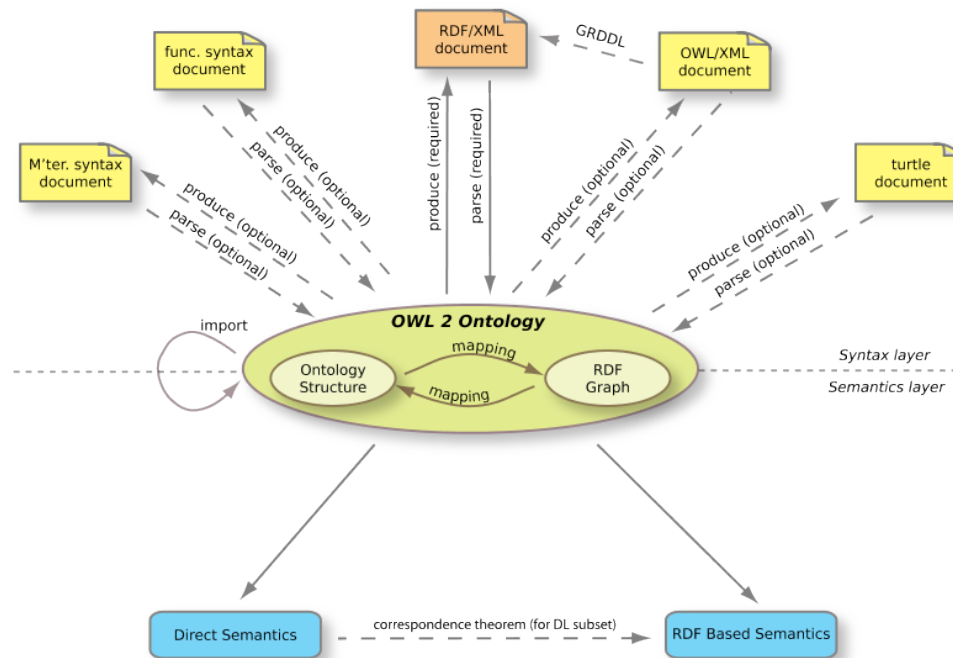 RDF/XML
document
GRDDL
func. syntax
document
OWL/XML
document
M'ter. syntax
document
turtle
document
produce (optional)
parse (optional)
produce (optional)
parse (optional)
produce (required)
parse (required)
produce (optional)
parse (optional)
produce (optional)
parse (optional)
import
OWL 2 Ontology
mapping
Ontology
Structure
RDF
Graph
mapping
Syntax layer
Semantics layer
Direct Semantics
correspondence theorem (for DL subset)
RDF Based Semantics